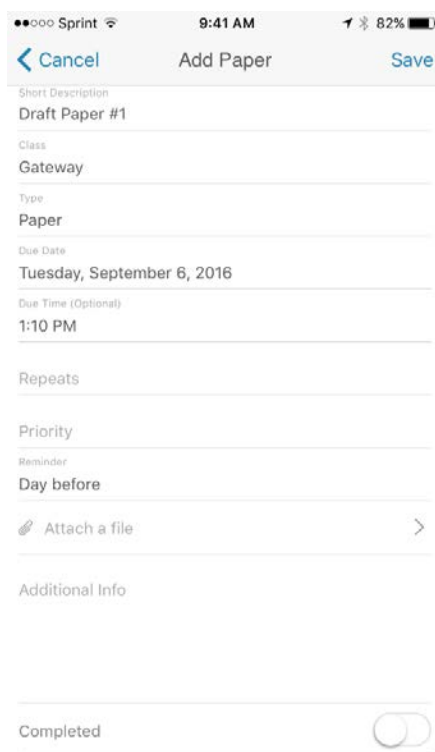 Sprint 9:41 AM 82%
Cancel Add Paper Save
Short Description
Draft Paper #1
Class
Gateway
Type
Paper
Due Date
Tuesday, September 6, 2016
Due Time (Optional)
1:10 PM
Repeats
Priority
Reminder
Day before
Attach a file
Additional Info
Completed